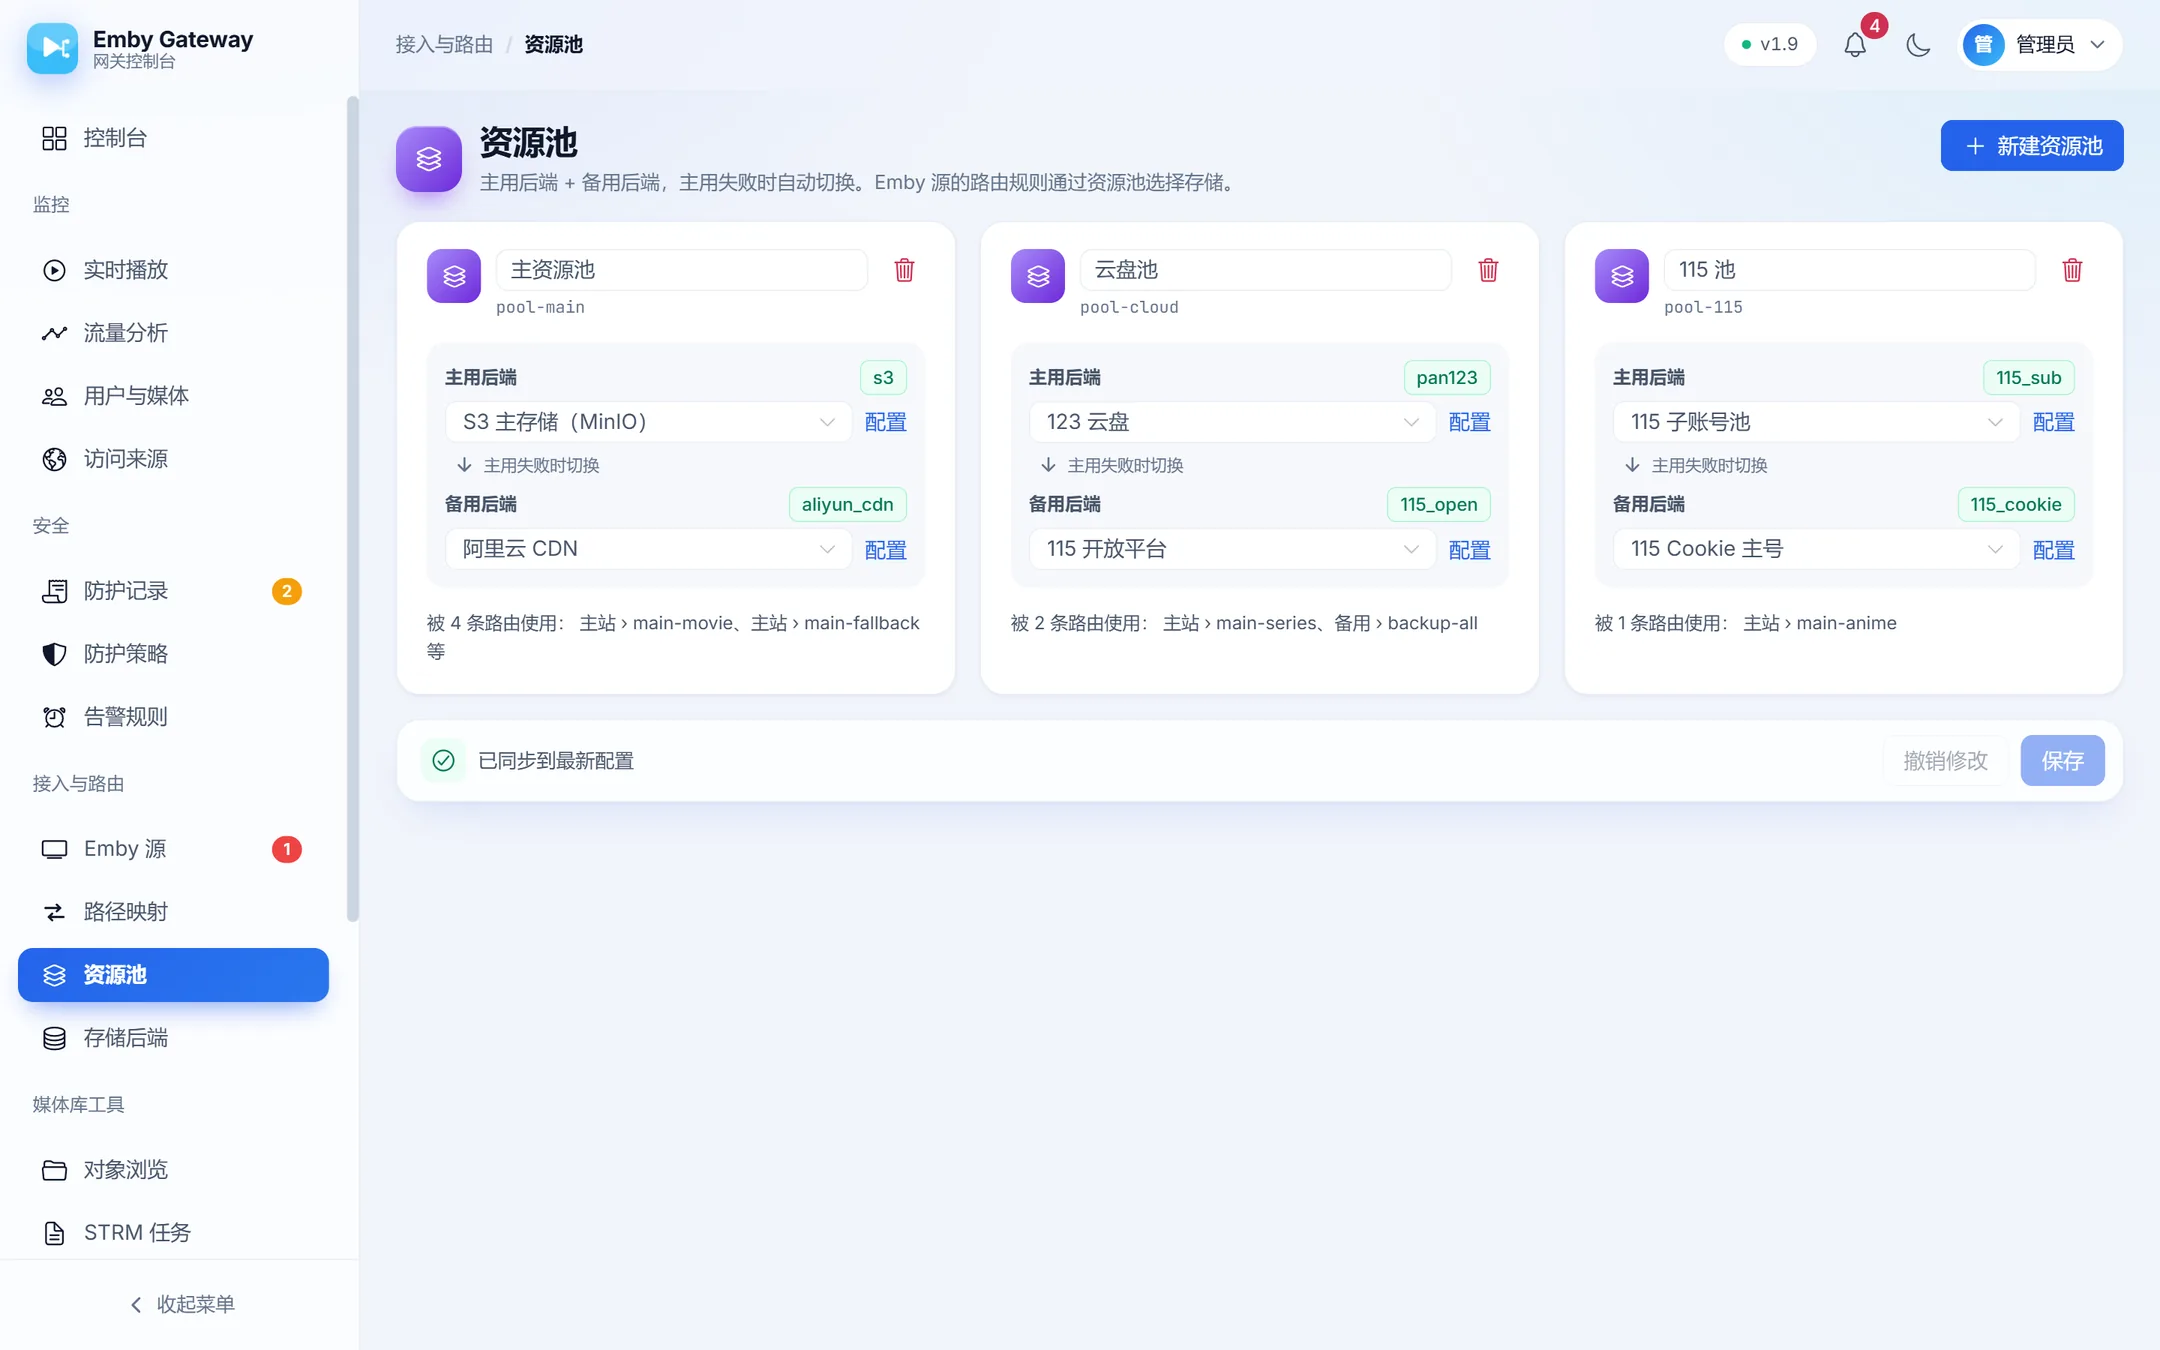 Emby Gateway
网关控制台
控制台
监控
实时播放
流量分析
用户与媒体
访问来源
安全
防护记录 2
防护策略
告警规则
接入与路由
Emby 源 1
路径映射
资源池
存储后端
媒体库工具
对象浏览
STRM 任务
收起菜单
接入与路由 / 资源池
v1.9
4
管 管理员
资源池
主用后端 + 备用后端，主用失败时自动切换。Emby 源的路由规则通过资源池选择存储。
新建资源池
主资源池
pool-main
主用后端 s3
S3 主存储（MinIO） 配置
主用失败时切换
备用后端 aliyun_cdn
阿里云 CDN 配置
被 4 条路由使用： 主站 › main-movie、主站 › main-fallback
等
云盘池
pool-cloud
主用后端 pan123
123 云盘 配置
主用失败时切换
备用后端 115_open
115 开放平台 配置
被 2 条路由使用： 主站 › main-series、备用 › backup-all
115 池
pool-115
主用后端 115_sub
115 子账号池 配置
主用失败时切换
备用后端 115_cookie
115 Cookie 主号 配置
被 1 条路由使用： 主站 › main-anime
已同步到最新配置
撤销修改
保存